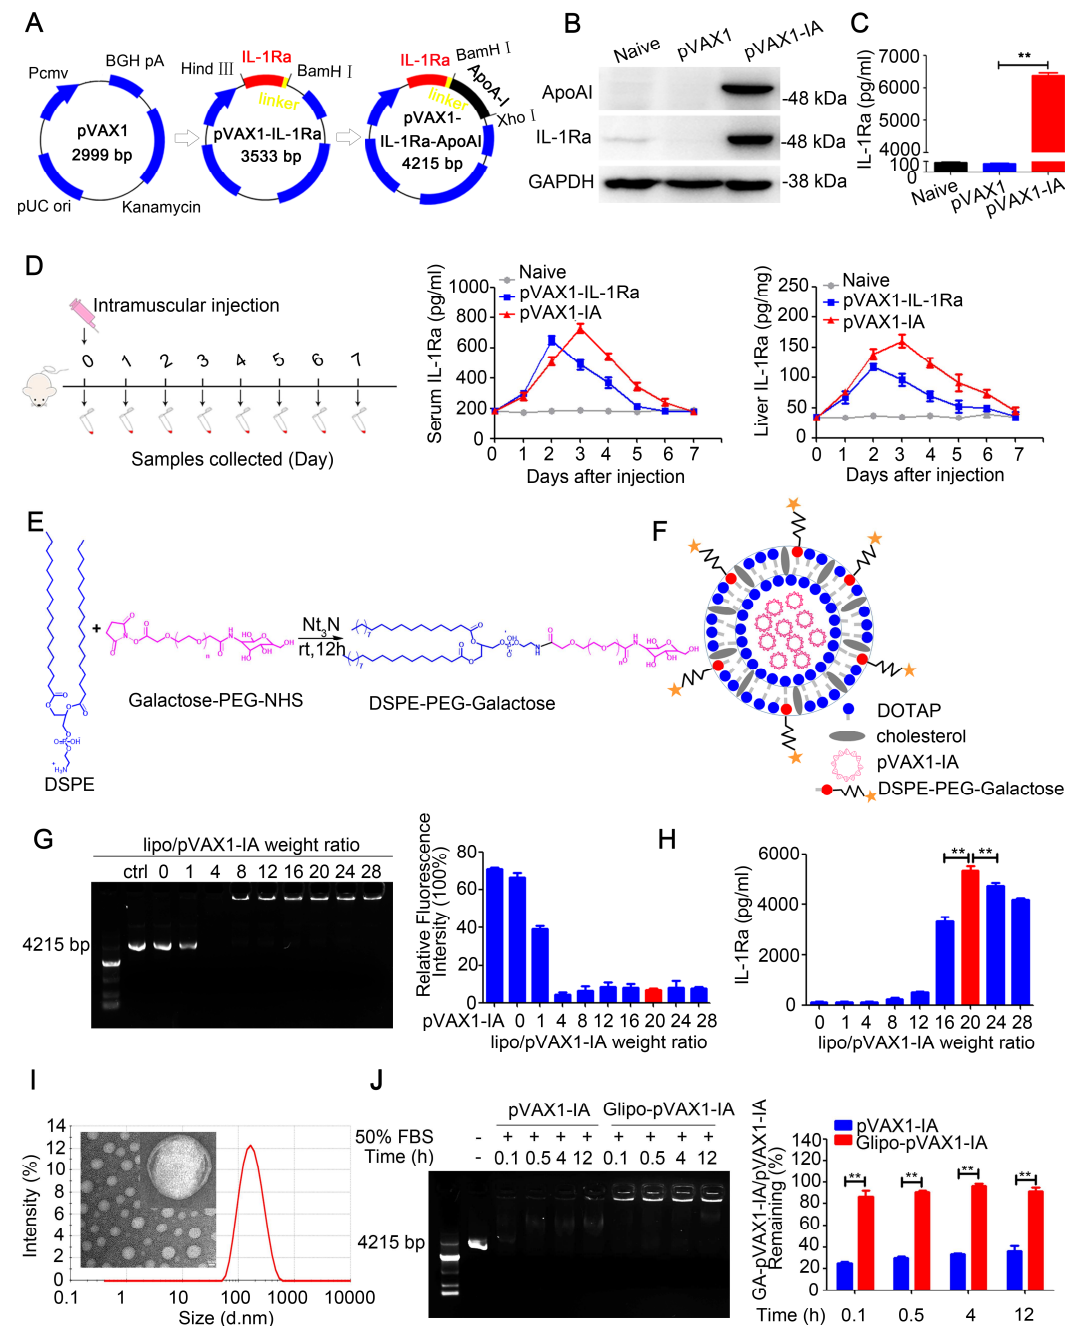 A
Pcmv
BGH pA
pVAX1
2999 bp
pUC ori
Kanamycin
IL-1Ra
Hind III
BamH I
linker
pVAX1-IL-1Ra
3533 bp
IL-1Ra
BamH I
linker
ApoA-I
Xho I
pVAX1-
IL-1Ra-ApoAI
4215 bp
B
Naive
pVAX1
pVAX1-IA
ApoAI
-48 kDa
IL-1Ra
-48 kDa
GAPDH
-38 kDa
C
IL-1Ra (pg/ml)
7000
6000
5000
4000
100
0
**
Naive
pVAX1
pVAX1-IA
D
Intramuscular injection
0 1 2 3 4 5 6 7
Samples collected (Day)
Serum IL-1Ra (pg/ml)
1000
800
600
400
200
0
Naive
pVAX1-IL-1Ra
pVAX1-IA
0 1 2 3 4 5 6 7
Days after injection
Liver IL-1Ra (pg/mg)
250
200
150
100
50
0
Naive
pVAX1-IL-1Ra
pVAX1-IA
0 1 2 3 4 5 6 7
Days after injection
E
+
Nt3N
rt,12h
Galactose-PEG-NHS
DSPE-PEG-Galactose
DSPE
F
DOTAP
cholesterol
pVAX1-IA
DSPE-PEG-Galactose
G
lipo/pVAX1-IA weight ratio
ctrl 0 1 4 8 12 16 20 24 28
4215 bp
Relative Fluorescence
Intensity (100%)
80
60
40
20
0
pVAX1-IA 0 1 4 8 12 16 20 24 28
lipo/pVAX1-IA weight ratio
H
IL-1Ra (pg/ml)
6000
4000
2000
0
** **
0 1 4 8 12 16 20 24 28
lipo/pVAX1-IA weight ratio
I
Intensity (%)
14
12
10
8
6
4
2
0
0.1 1 10 100 1000 10000
Size (d.nm)
J
pVAX1-IA Glipo-pVAX1-IA
50% FBS - + + + + + + + +
Time (h) - 0.1 0.5 4 12 0.1 0.5 4 12
4215 bp
GA-pVAX1-IA/pVAX1-IA
Remaining (%)
pVAX1-IA
Glipo-pVAX1-IA
140
120
100
80
60
40
20
0
** ** ** **
Time (h) 0.1 0.5 4 12